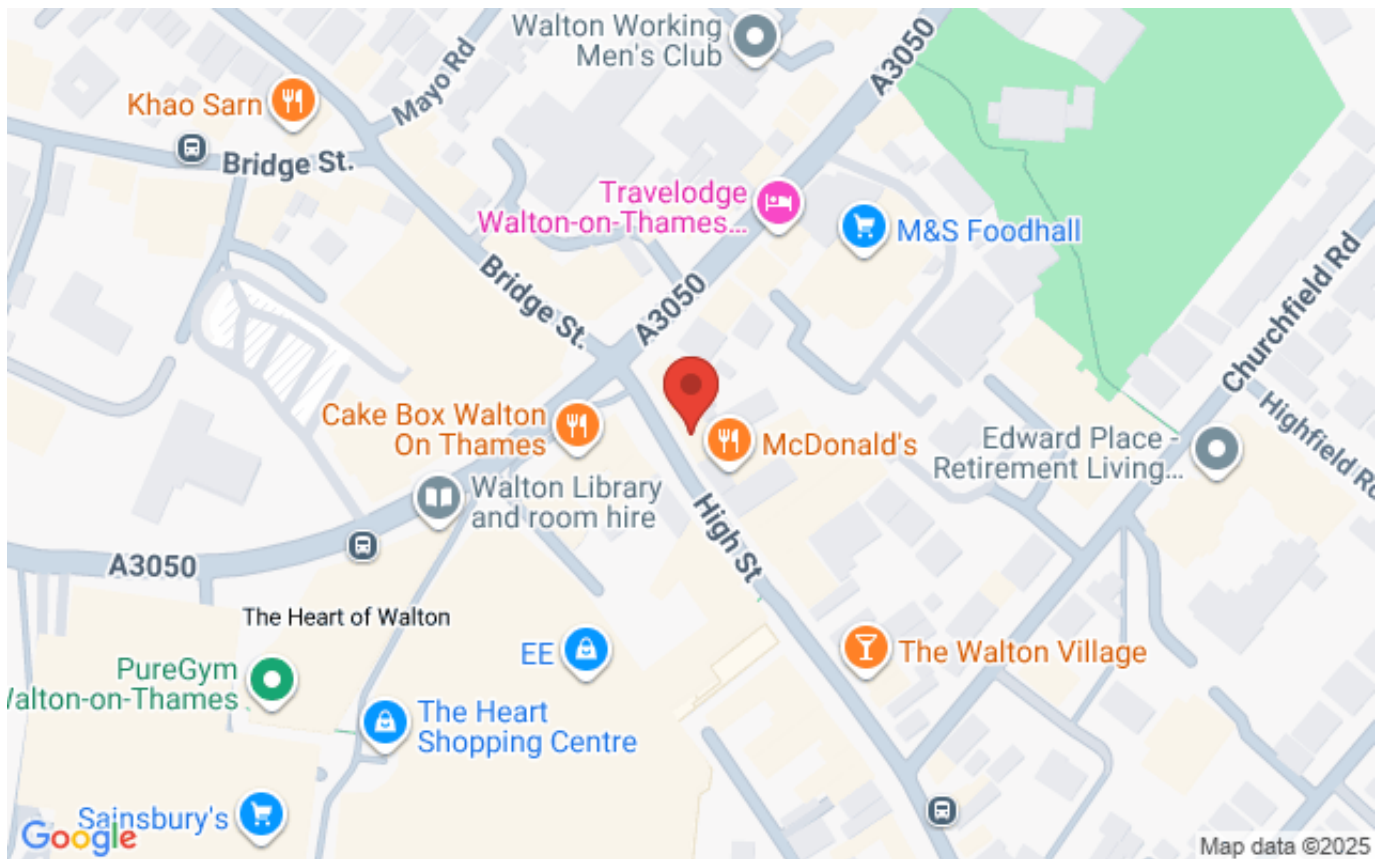 Walton Working
Men's Club
A3050
Khao Sarn
Mayo Rd
Bridge St.
Travelodge
Walton-on-Thames...
M&S Foodhall
Bridge St.
A3050
Churchfield Rd
Highfield Rd
Cake Box Walton
On Thames
McDonald's
Edward Place -
Retirement Living...
Walton Library
and room hire
High St
A3050
The Heart of Walton
EE
The Walton Village
PureGym
Walton-on-Thames
The Heart
Shopping Centre
Sainsbury's
Google
Map data ©2025